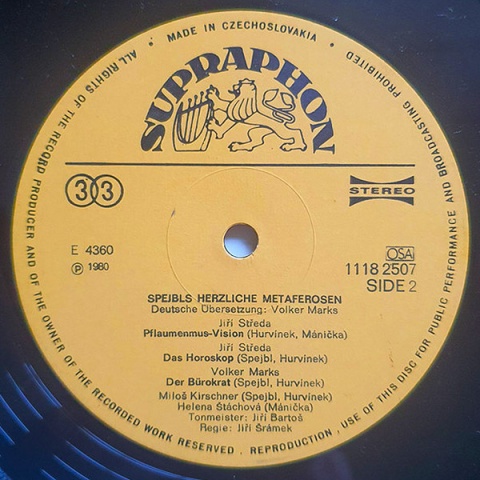 ALL RIGHTS OF THE RECORD PRODUCER AND OF THE OWNER OF THE RECORDED WORK RESERVED . REPRODUCTION , USE OF THIS DISC FOR PUBLIC PERFORMANCE AND BROADCASTING PROHIBITED
• MADE IN CZECHOSLOVAKIA •
SUPRAPHON
33
STEREO
E 4360
Ⓟ 1980
OSA
1118 2507
SIDE 2
SPEJBLS HERZLICHE METAFEROSEN
Deutsche Übersetzung: Volker Marks
Jiří Středa
Pflaumenmus-Vision (Hurvínek, Mánička)
Jiří Středa
Das Horoskop (Spejbl, Hurvínek)
Volker Marks
Der Bürokrat (Spejbl, Hurvínek)
Miloš Kirschner (Spejbl, Hurvínek)
Helena Štáchová (Mánička)
Tonmeister: Jiří Bartoš
Regie: Jiří Šrámek